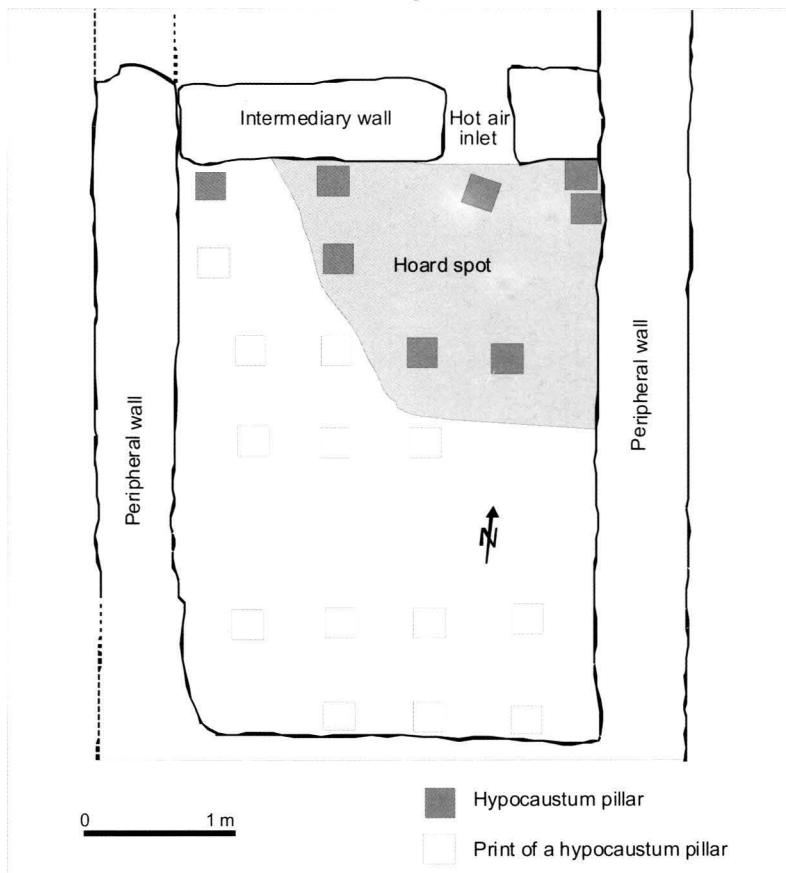 Intermediary wall
Hot air
inlet
Hoard spot
Peripheral wall
Peripheral wall
N
0 1 m
Hypocaustum pillar
Print of a hypocaustum pillar